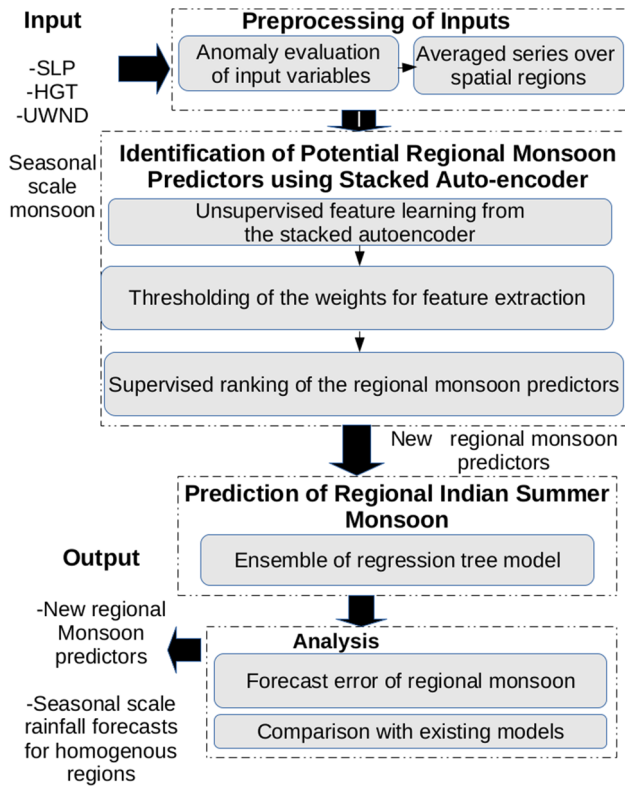 Input
-SLP
-HGT
-UWND
Seasonal
scale
monsoon
Preprocessing of Inputs
Anomaly evaluation
of input variables
Averaged series over
spatial regions
Identification of Potential Regional Monsoon
Predictors using Stacked Auto-encoder
Unsupervised feature learning from
the stacked autoencoder
Thresholding of the weights for feature extraction
Supervised ranking of the regional monsoon predictors
New regional monsoon
predictors
Prediction of Regional Indian Summer
Monsoon
Ensemble of regression tree model
Analysis
Forecast error of regional monsoon
Comparison with existing models
Output
-New regional
Monsoon
predictors
-Seasonal scale
rainfall forecasts
for homogenous
regions